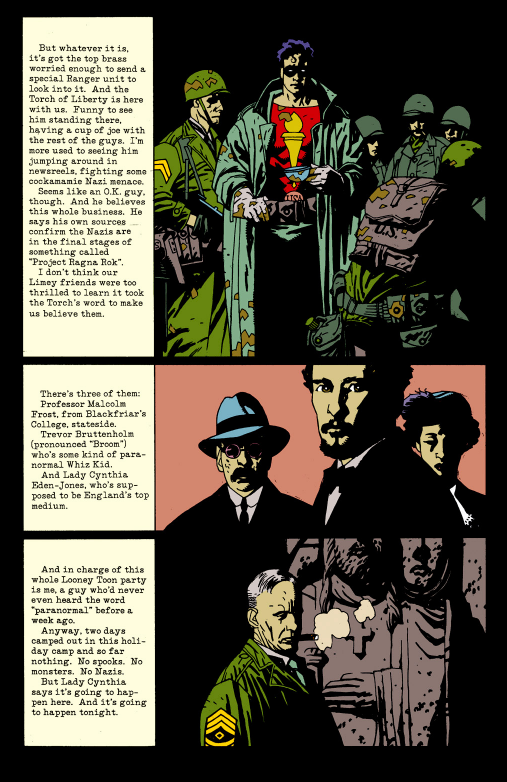 But whatever it is,
it's got the top brass
worried enough to send a
special Ranger unit to
look into it. And the
Torch of Liberty is here
with us. Funny to see
him standing there,
having a cup of joe with
the rest of the guys. I'm
more used to seeing him
jumping around in
newsreels, fighting some
cockamamie Nazi menace.
Seems like an O.K. guy,
though. And he believes
this whole business. He
says his own sources
confirm the Nazis are
in the final stages of
something called
"Project Ragna Rok".
I don't think our
Limey friends were too
thrilled to learn it took
the Torch's word to make
us believe them.
There's three of them:
Professor Malcolm
Frost, from Blackfriar's
College, stateside.
Trevor Bruttenholm
(pronounced "Broom")
who's some kind of para-
normal Whiz Kid.
And Lady Cynthia
Eden-Jones, who's sup-
posed to be England's top
medium.
And in charge of this
whole Looney Toon party
is me, a guy who'd never
even heard the word
"paranormal" before a
week ago.
Anyway, two days
camped out in this holi-
day camp and so far
nothing. No spooks. No
monsters. No Nazis.
But Lady Cynthia
says it's going to hap-
pen here. And it's going
to happen tonight.